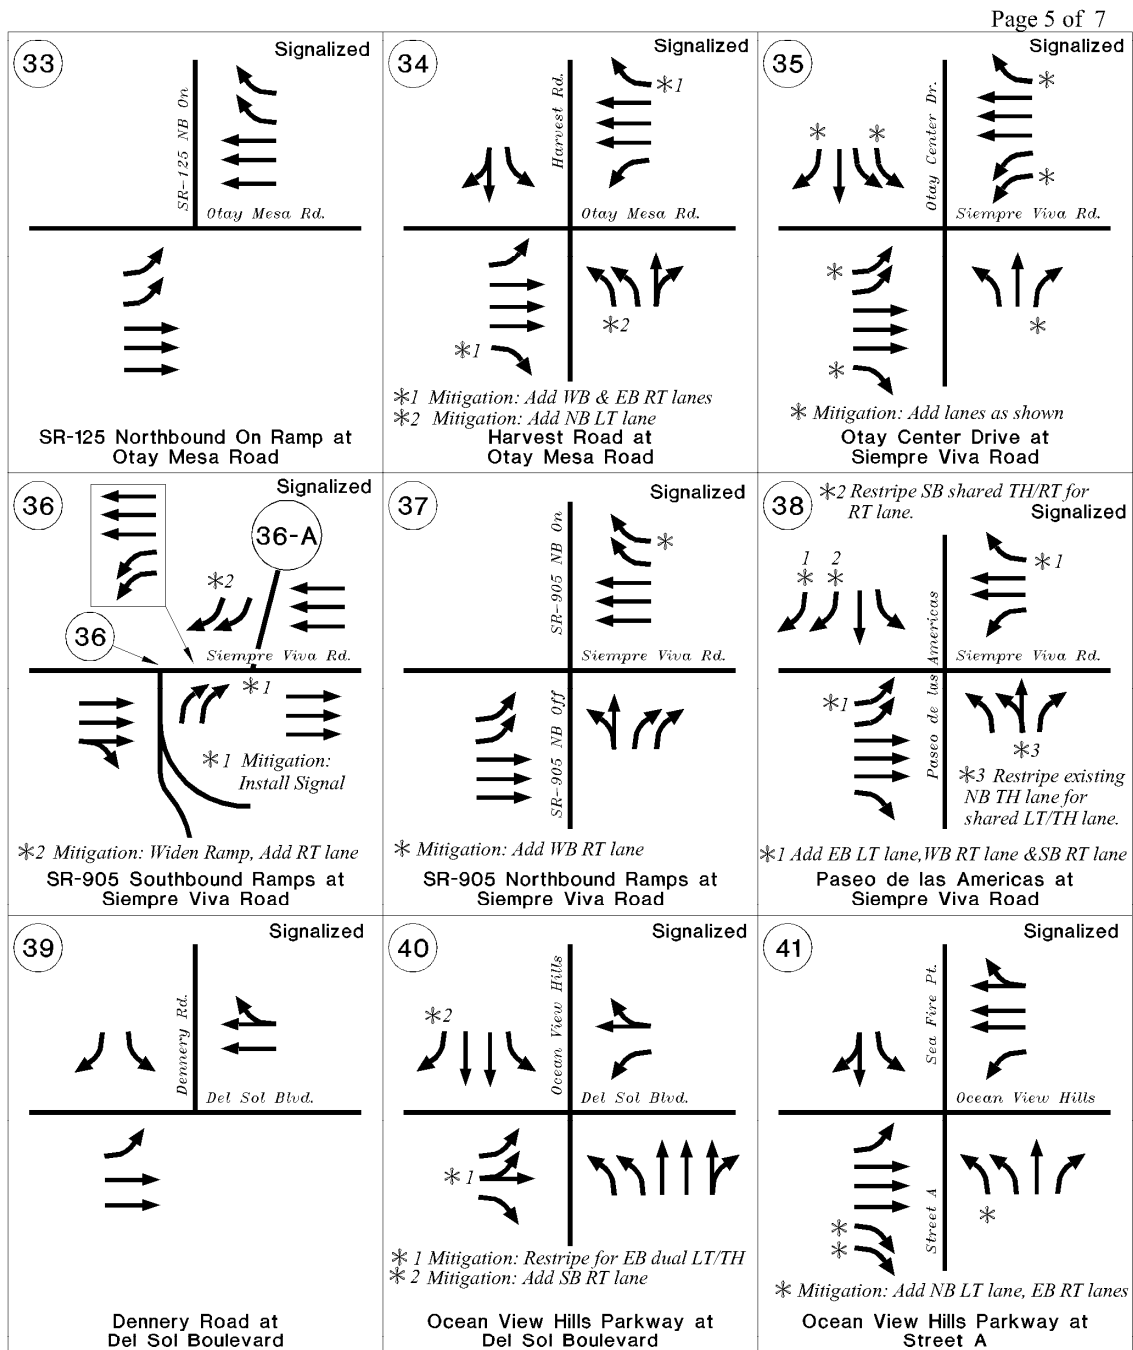 Page 5 of 7
33
Signalized
SR-125 NB On
Otay Mesa Rd.
SR-125 Northbound On Ramp at
Otay Mesa Road
34
Signalized
Harvest Rd.
*1
Otay Mesa Rd.
*1
*2
*1 Mitigation: Add WB & EB RT lanes
*2 Mitigation: Add NB LT lane
Harvest Road at
Otay Mesa Road
35
Signalized
Otay Center Dr.
*
*
*
*
Siempre Viva Rd.
*
*
*
* Mitigation: Add lanes as shown
Otay Center Drive at
Siempre Viva Road
36
Signalized
36-A
*2
36
Siempre Viva Rd.
*1
*1 Mitigation:
Install Signal
*2 Mitigation: Widen Ramp, Add RT lane
SR-905 Southbound Ramps at
Siempre Viva Road
37
Signalized
SR-905 NB On
*
Siempre Viva Rd.
SR-905 NB Off
* Mitigation: Add WB RT lane
SR-905 Northbound Ramps at
Siempre Viva Road
38
*2 Restripe SB shared TH/RT for
RT lane.
Signalized
1 2
* *
*1
Paseo de las Americas
Siempre Viva Rd.
*1
*3
*3 Restripe existing
NB TH lane for
shared LT/TH lane.
*1 Add EB LT lane,WB RT lane &SB RT lane
Paseo de las Americas at
Siempre Viva Road
39
Signalized
Dennery Rd.
Del Sol Blvd.
Dennery Road at
Del Sol Boulevard
40
Signalized
Ocean View Hills
*2
Del Sol Blvd.
*1
* 1 Mitigation: Restripe for EB dual LT/TH
* 2 Mitigation: Add SB RT lane
Ocean View Hills Parkway at
Del Sol Boulevard
41
Signalized
Sea Fire Pt.
Ocean View Hills
Street A
*
*
*
* Mitigation: Add NB LT lane, EB RT lanes
Ocean View Hills Parkway at
Street A